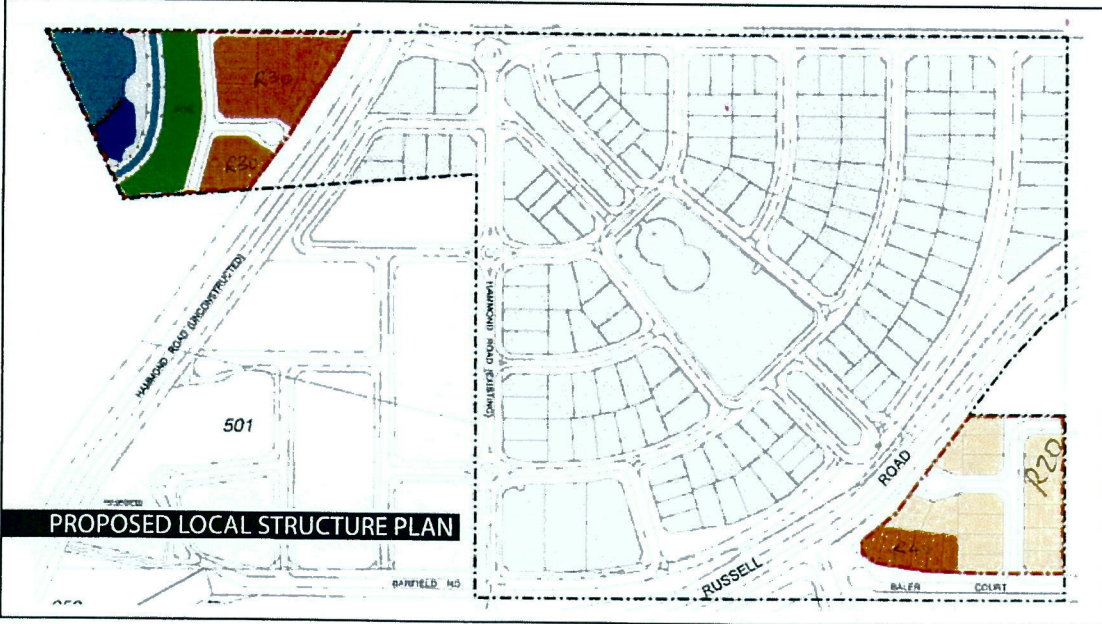 R30
R30
HAMMOND ROAD (UNCONSTRUCTED)
HAMMOND ROAD (EXISTING)
501
ROAD
R20
PROPOSED LOCAL STRUCTURE PLAN
RUSSELL
BARFIELD RD
BALER COURT